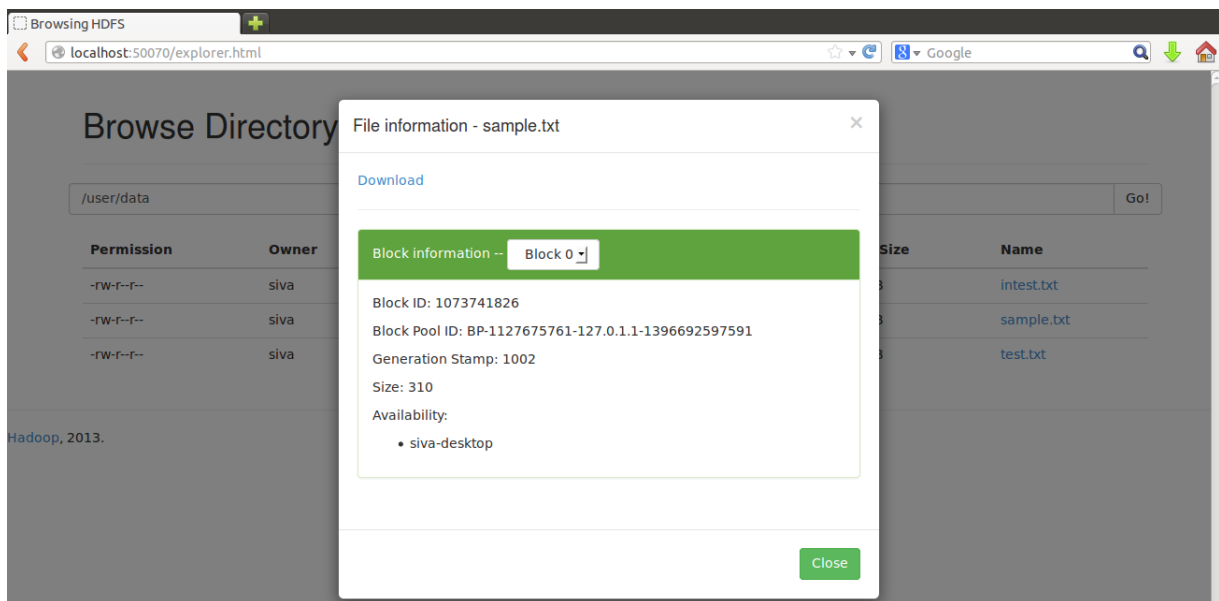 Browsing HDFS
localhost:50070/explorer.html
Google
Browse Directory
File information - sample.txt
×
Download
/user/data
Go!
Permission Owner Size Name
Block information -- Block 0
-rw-r--r-- siva intest.txt
-rw-r--r-- siva sample.txt
-rw-r--r-- siva test.txt
Block ID: 1073741826
Block Pool ID: BP-1127675761-127.0.1.1-1396692597591
Generation Stamp: 1002
Size: 310
Availability:
• siva-desktop
Hadoop, 2013.
Close